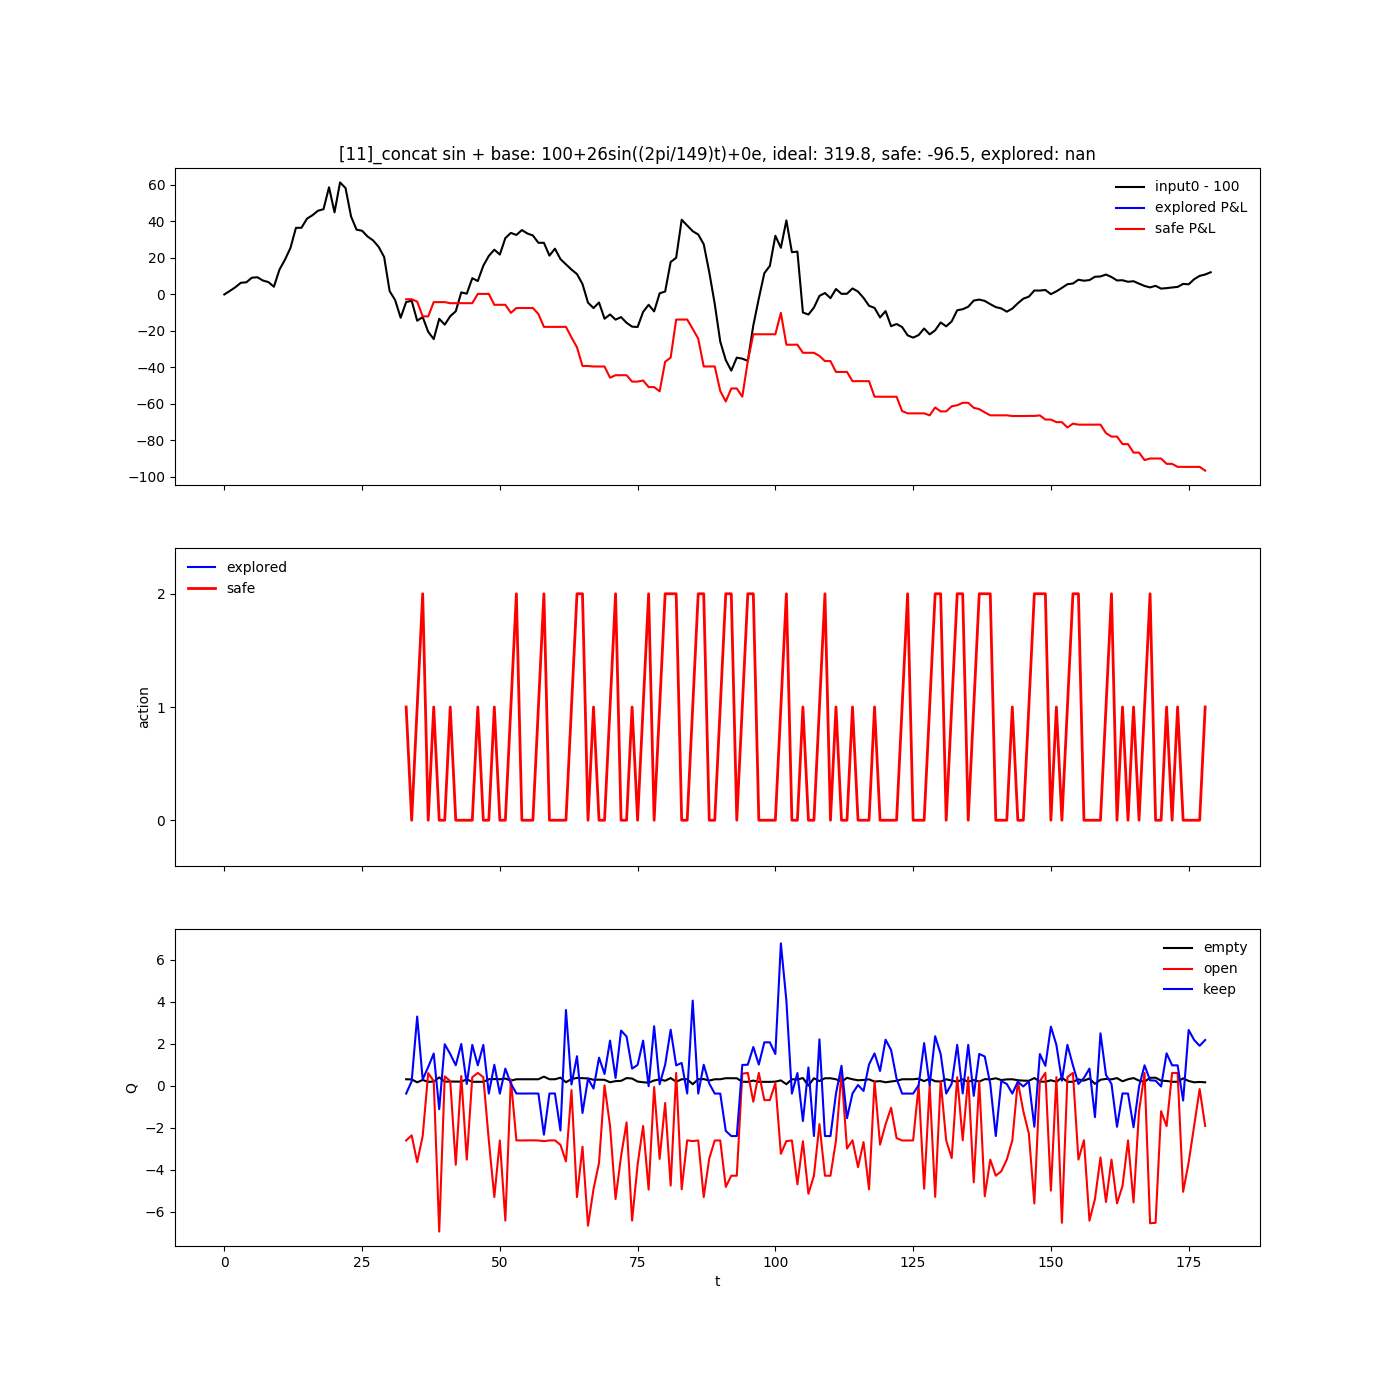 [11]_concat sin + base: 100+26sin((2pi/149)t)+0e, ideal: 319.8, safe: -96.5, explored: nan
60
40
20
0
−20
−40
−60
−80
−100
input0 - 100
explored P&L
safe P&L
action
2
1
0
explored
safe
Q
6
4
2
0
−2
−4
−6
empty
open
keep
0 25 50 75 100 125 150 175
t